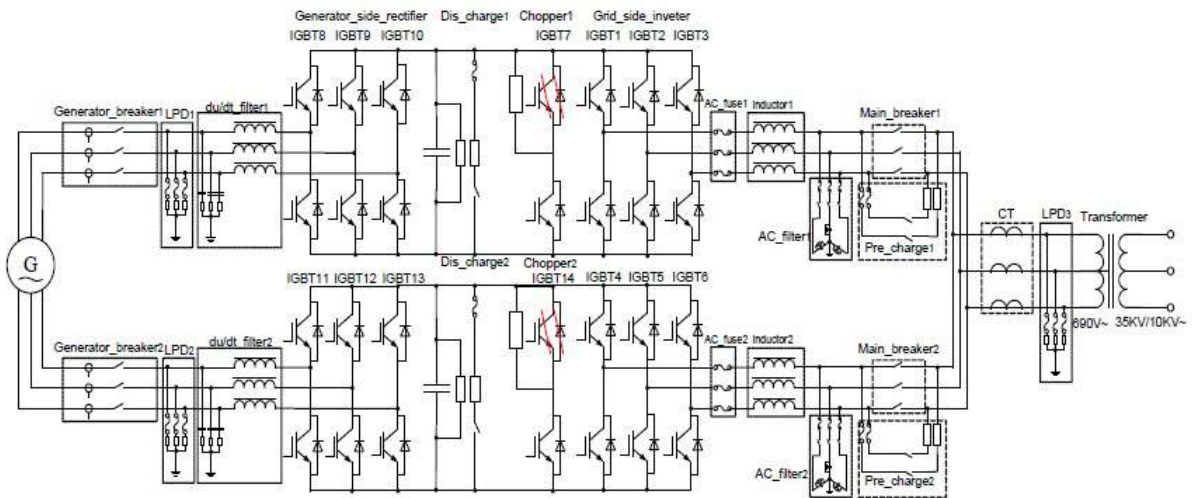 Generator_side_rectifier Dis_charge1 Chopper1 Grid_side_inveter
IGBT8 IGBT9 IGBT10 IGBT7 IGBT1 IGBT2 IGBT3
Generator_breaker1 LPD1 du/dt_filter1 AC_fuse1 Inductor1 Main_breaker1
CT LPD3 Transformer
AC_filter1 Pre_charge1
G
Dis_charge2 Chopper2
IGBT11 IGBT12 IGBT13 IGBT14 IGBT4 IGBT5 IGBT6
690V~ 35KV/10KV~
Generator_breaker2 LPD2 du/dt_filter2 AC_fuse2 Inductor2 Main_breaker2
AC_filter2 Pre_charge2